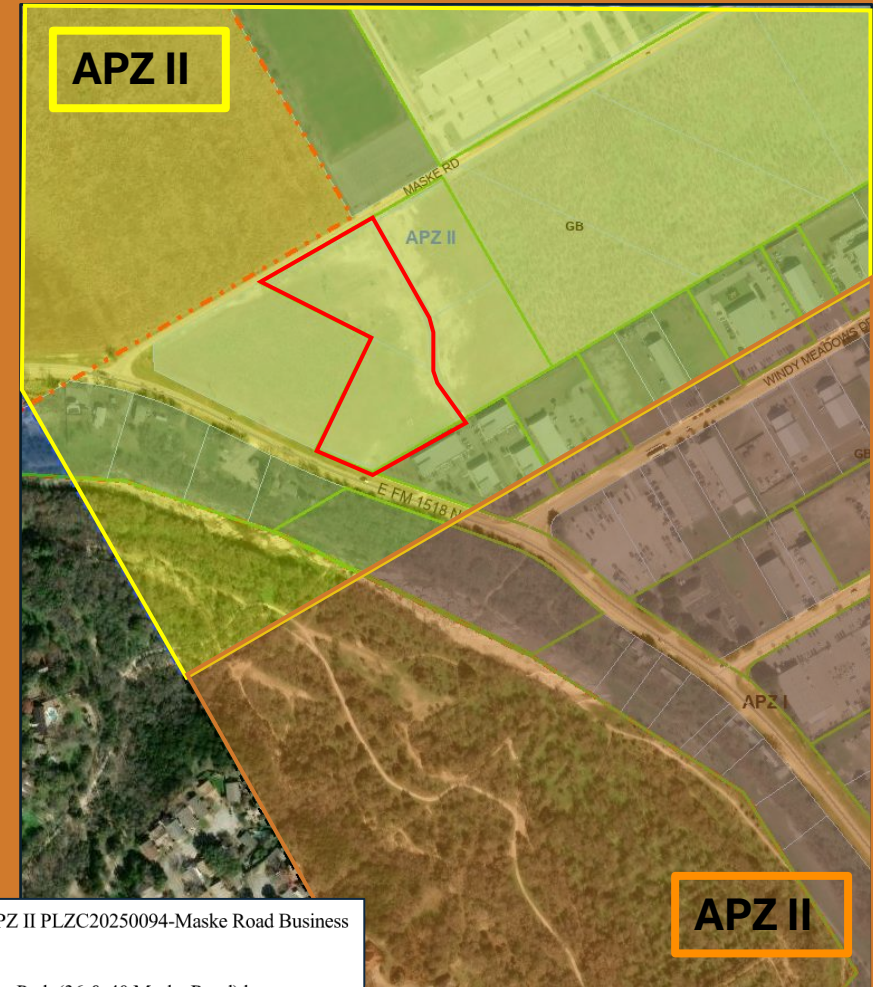 APZ II
MASKE RD
APZ II
GB
WINDY MEADOWS D
GB
E FM 1518 N
APZ I
APZ II
PZ II PLZC20250094-Maske Road Business